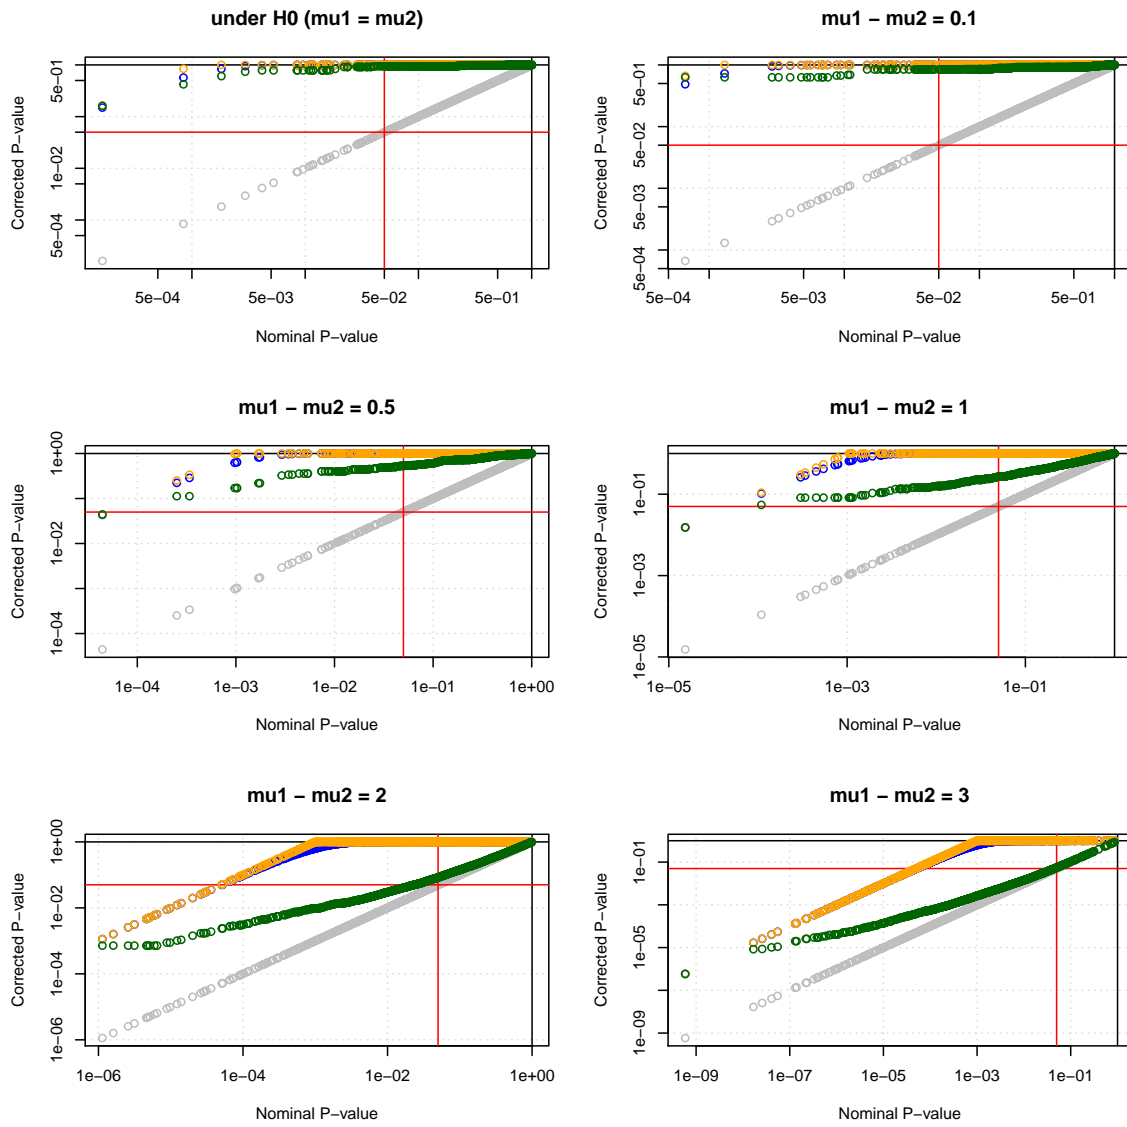 under H0 (mu1 = mu2)
Corrected P−value
5e−04
1e−02
5e−01
5e−04
5e−03
5e−02
5e−01
Nominal P−value
mu1 − mu2 = 0.1
Corrected P−value
5e−04
5e−03
5e−02
5e−01
5e−04
5e−03
5e−02
5e−01
Nominal P−value
mu1 − mu2 = 0.5
Corrected P−value
1e−04
1e−02
1e+00
1e−04
1e−03
1e−02
1e−01
1e+00
Nominal P−value
mu1 − mu2 = 1
Corrected P−value
1e−05
1e−03
1e−01
1e−05
1e−03
1e−01
Nominal P−value
mu1 − mu2 = 2
Corrected P−value
1e−06
1e−04
1e−02
1e+00
1e−06
1e−04
1e−02
1e+00
Nominal P−value
mu1 − mu2 = 3
Corrected P−value
1e−09
1e−05
1e−01
1e−09
1e−07
1e−05
1e−03
1e−01
Nominal P−value